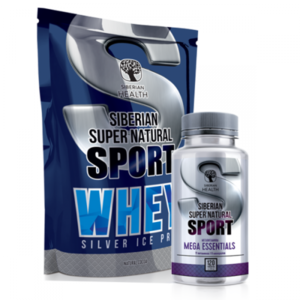 SIBERIAN
HEALTH
SIBERIAN
SUPER NATURAL
SPORT
WHEY
SILVER ICE PR
SIBERIAN
HEALTH
SIBERIAN
SUPER NATURAL
SPORT
MEGA ESSENTIALS